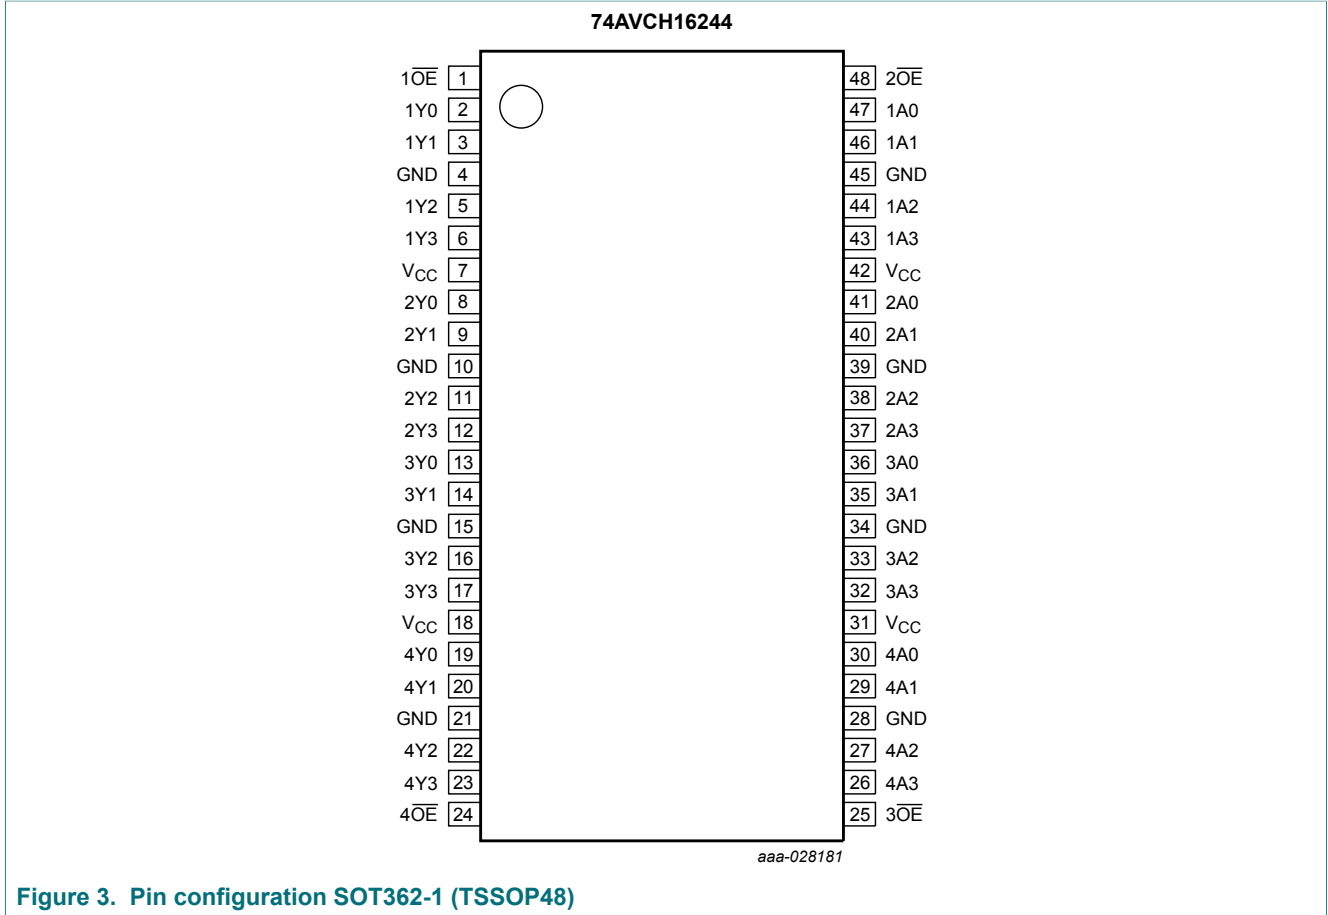 74AVCH16244
1O̅E̅ 1 48 2O̅E̅
1Y0 2 47 1A0
1Y1 3 46 1A1
GND 4 45 GND
1Y2 5 44 1A2
1Y3 6 43 1A3
VCC 7 42 VCC
2Y0 8 41 2A0
2Y1 9 40 2A1
GND 10 39 GND
2Y2 11 38 2A2
2Y3 12 37 2A3
3Y0 13 36 3A0
3Y1 14 35 3A1
GND 15 34 GND
3Y2 16 33 3A2
3Y3 17 32 3A3
VCC 18 31 VCC
4Y0 19 30 4A0
4Y1 20 29 4A1
GND 21 28 GND
4Y2 22 27 4A2
4Y3 23 26 4A3
4O̅E̅ 24 25 3O̅E̅
aaa-028181
Figure 3. Pin configuration SOT362-1 (TSSOP48)